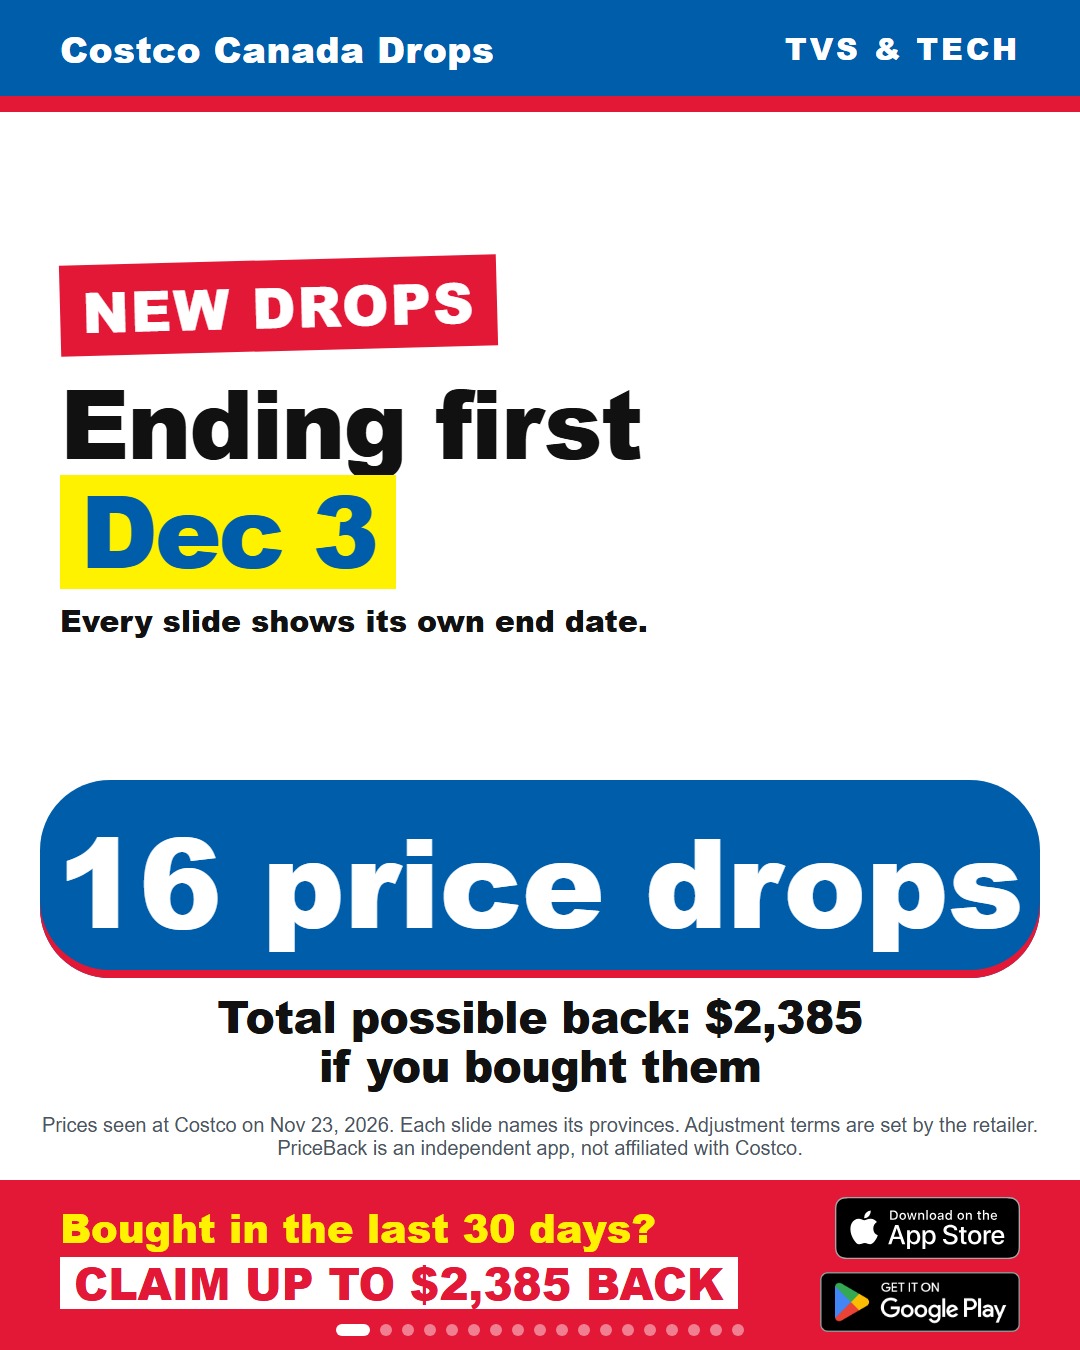 Costco Canada Drops
TVS & TECH
NEW DROPS
Ending first
Dec 3
Every slide shows its own end date.
16 price drops
Total possible back: $2,385
if you bought them
Prices seen at Costco on Nov 23, 2026. Each slide names its provinces. Adjustment terms are set by the retailer.
PriceBack is an independent app, not affiliated with Costco.
Bought in the last 30 days?
CLAIM UP TO $2,385 BACK
Download on the
App Store
GET IT ON
Google Play